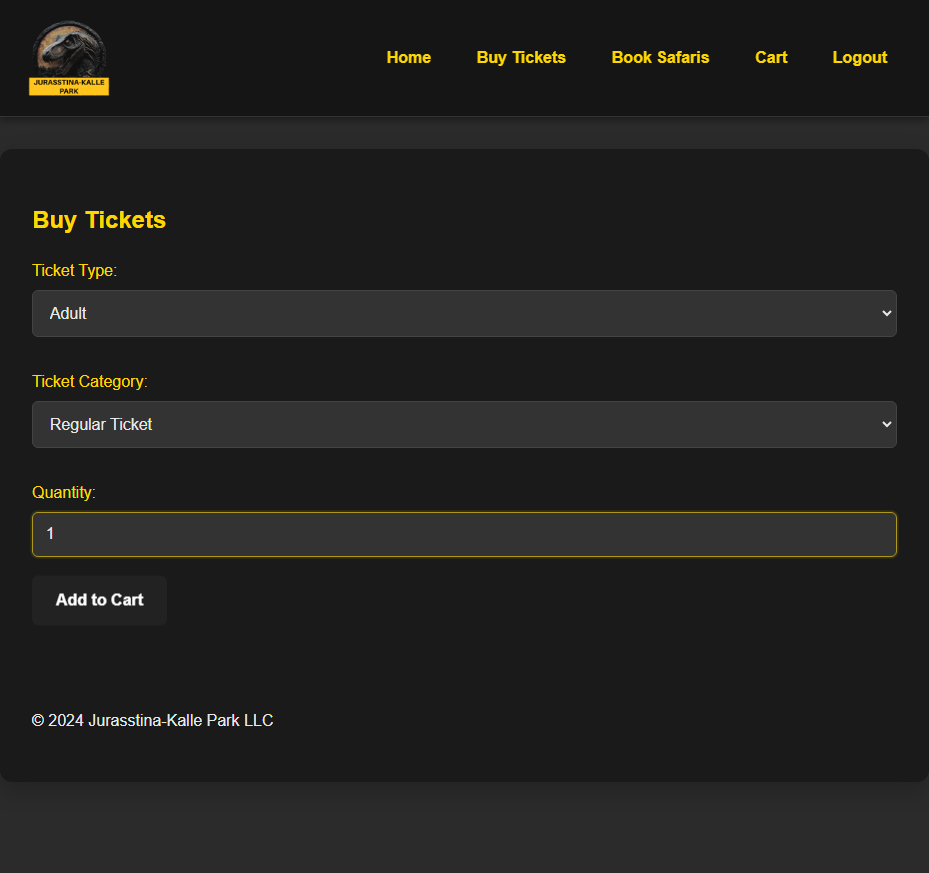 JURASSTINA-KALLE
PARK
Home
Buy Tickets
Book Safaris
Cart
Logout
Buy Tickets
Ticket Type:
Adult
Ticket Category:
Regular Ticket
Quantity:
1
Add to Cart
© 2024 Jurasstina-Kalle Park LLC